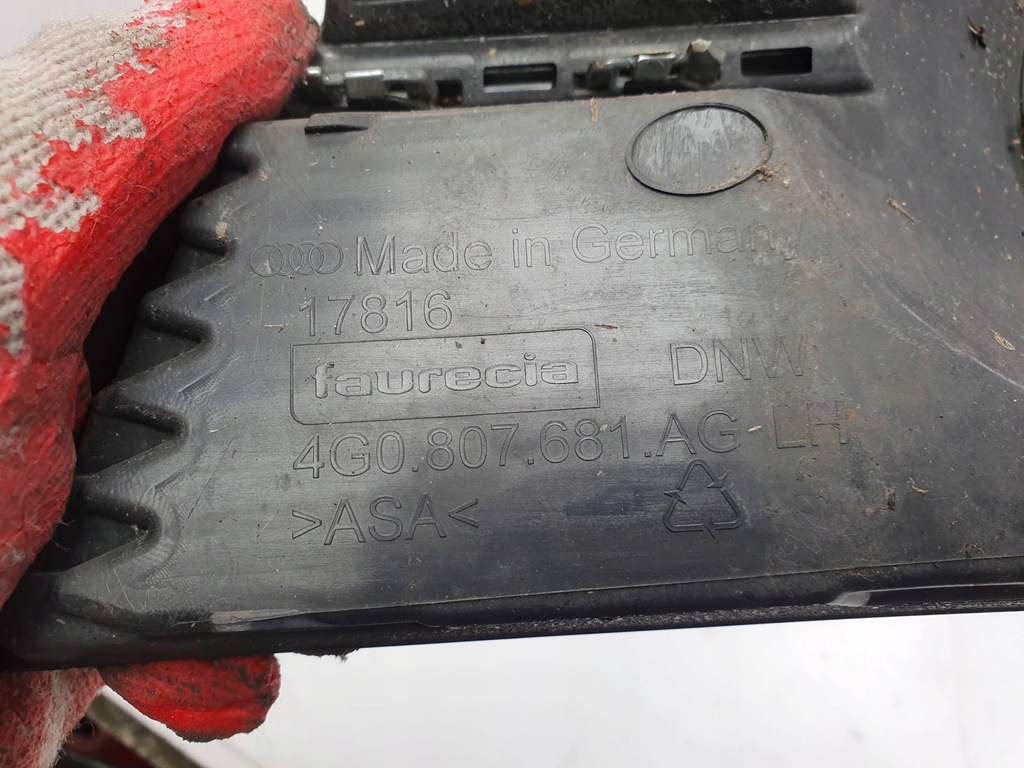 Made in Germany
17816
faurecia DNW
4G0.807.681.AG LH
>ASA<